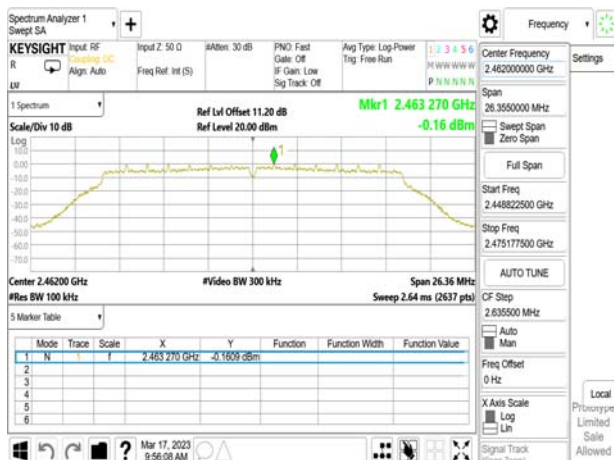 Spectrum Analyzer 1
Swept SA
Frequency
KEYSIGHT
R
Input: RF
Coupling: DC
Align: Auto
Input Z: 50 Ω
Freq Ref: Int (S)
#Atten: 30 dB
PNO: Fast
Gate: Off
IF Gain: Low
Sig Track: Off
Avg Type: Log-Power
Trig: Free Run
1 2 3 4 5 6
M W W W W W
P N N N N N
1 Spectrum
Scale/Div 10 dB
Log
Ref Lvl Offset 11.20 dB
Ref Level 20.00 dBm
Mkr1 2.463 270 GHz
-0.16 dBm
1
10.0
0.00
-10.0
-20.0
-30.0
-40.0
-50.0
-60.0
-70.0
Center 2.46200 GHz
#Res BW 100 kHz
#Video BW 300 kHz
Span 26.36 MHz
Sweep 2.64 ms (2637 pts)
5 Marker Table
Mode Trace Scale X Y Function Function Width Function Value
1 N 1 f 2.463 270 GHz -0.1609 dBm
2
3
4
5
6
Mar 17, 2023
9:56:08 AM
Center Frequency
2.462000000 GHz
Settings
Span
26.3550000 MHz
Swept Span
Zero Span
Full Span
Start Freq
2.448822500 GHz
Stop Freq
2.475177500 GHz
AUTO TUNE
CF Step
2.635500 MHz
Auto
Man
Freq Offset
0 Hz
X Axis Scale
Log
Lin
Signal Track
Local
Prototype
Limited
Sale
Allowed